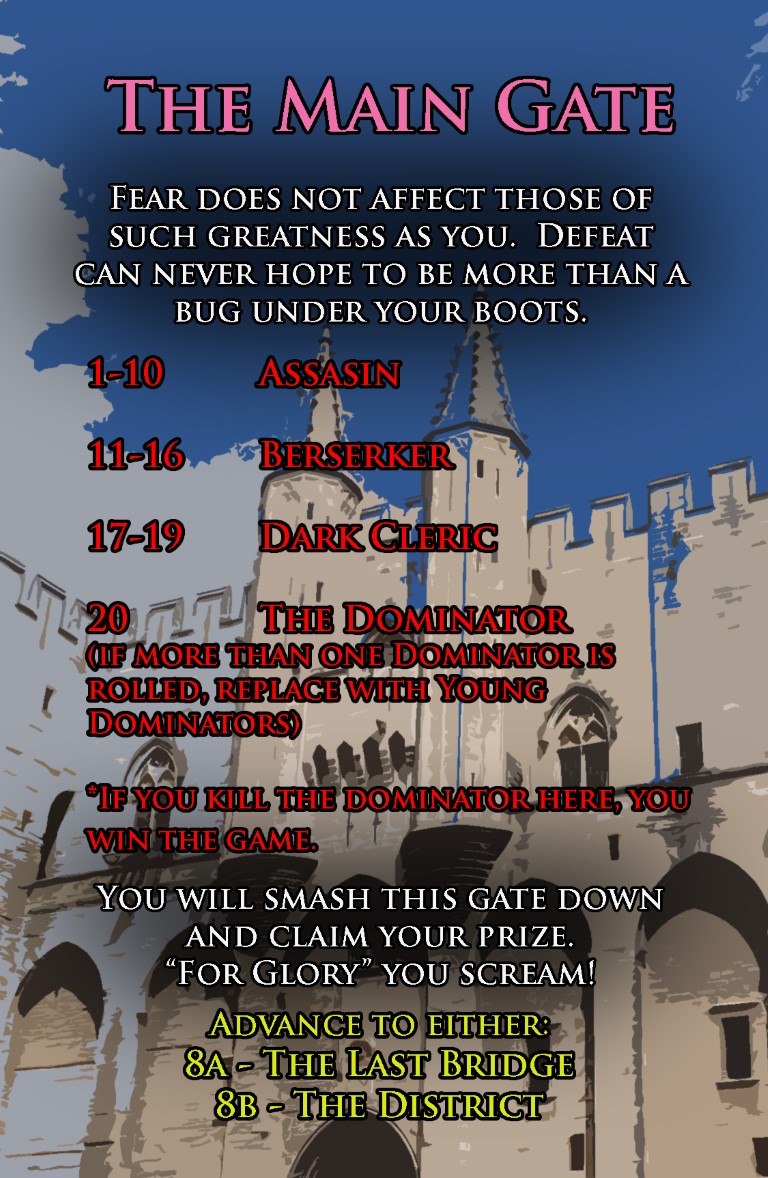 The Main Gate
Fear does not affect those of
such greatness as you. Defeat
can never hope to be more than a
bug under your boots.
1-10 Assasin
11-16 Berserker
17-19 Dark Cleric
20 The Dominator
(if more than one Dominator is
rolled, replace with Young
Dominators)
*If you kill the dominator here, you
win the game.
You will smash this gate down
and claim your prize.
“For Glory” you scream!
Advance to either:
8a - The Last Bridge
8b - The District